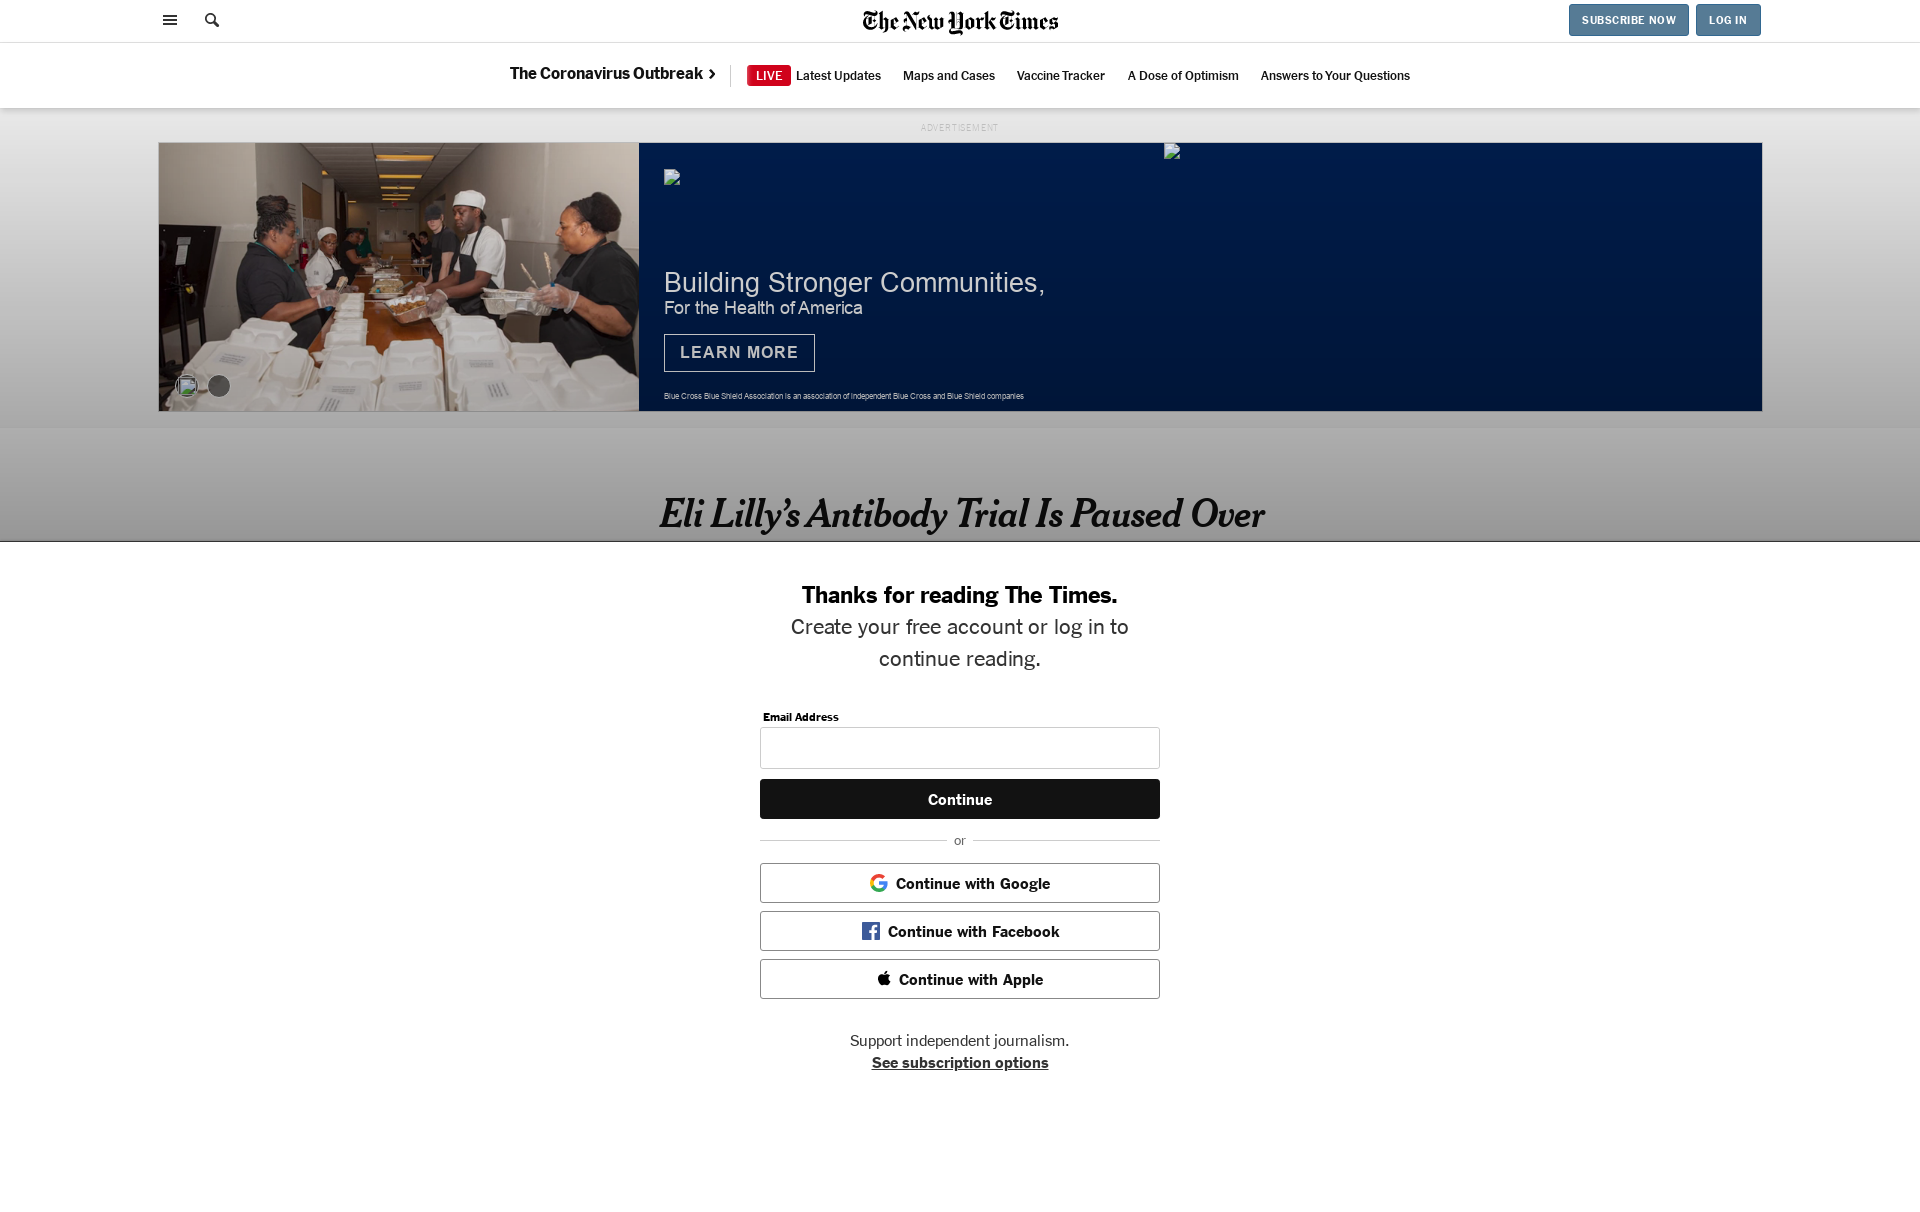 The New York Times
SUBSCRIBE NOW
LOG IN
The Coronavirus Outbreak ›
LIVE Latest Updates
Maps and Cases
Vaccine Tracker
A Dose of Optimism
Answers to Your Questions
ADVERTISEMENT
Building Stronger Communities,
For the Health of America
LEARN MORE
Blue Cross Blue Shield Association is an association of independent Blue Cross and Blue Shield companies
Eli Lilly’s Antibody Trial Is Paused Over
Thanks for reading The Times.
Create your free account or log in to
continue reading.
Email Address
Continue
or
Continue with Google
Continue with Facebook
Continue with Apple
Support independent journalism.
See subscription options